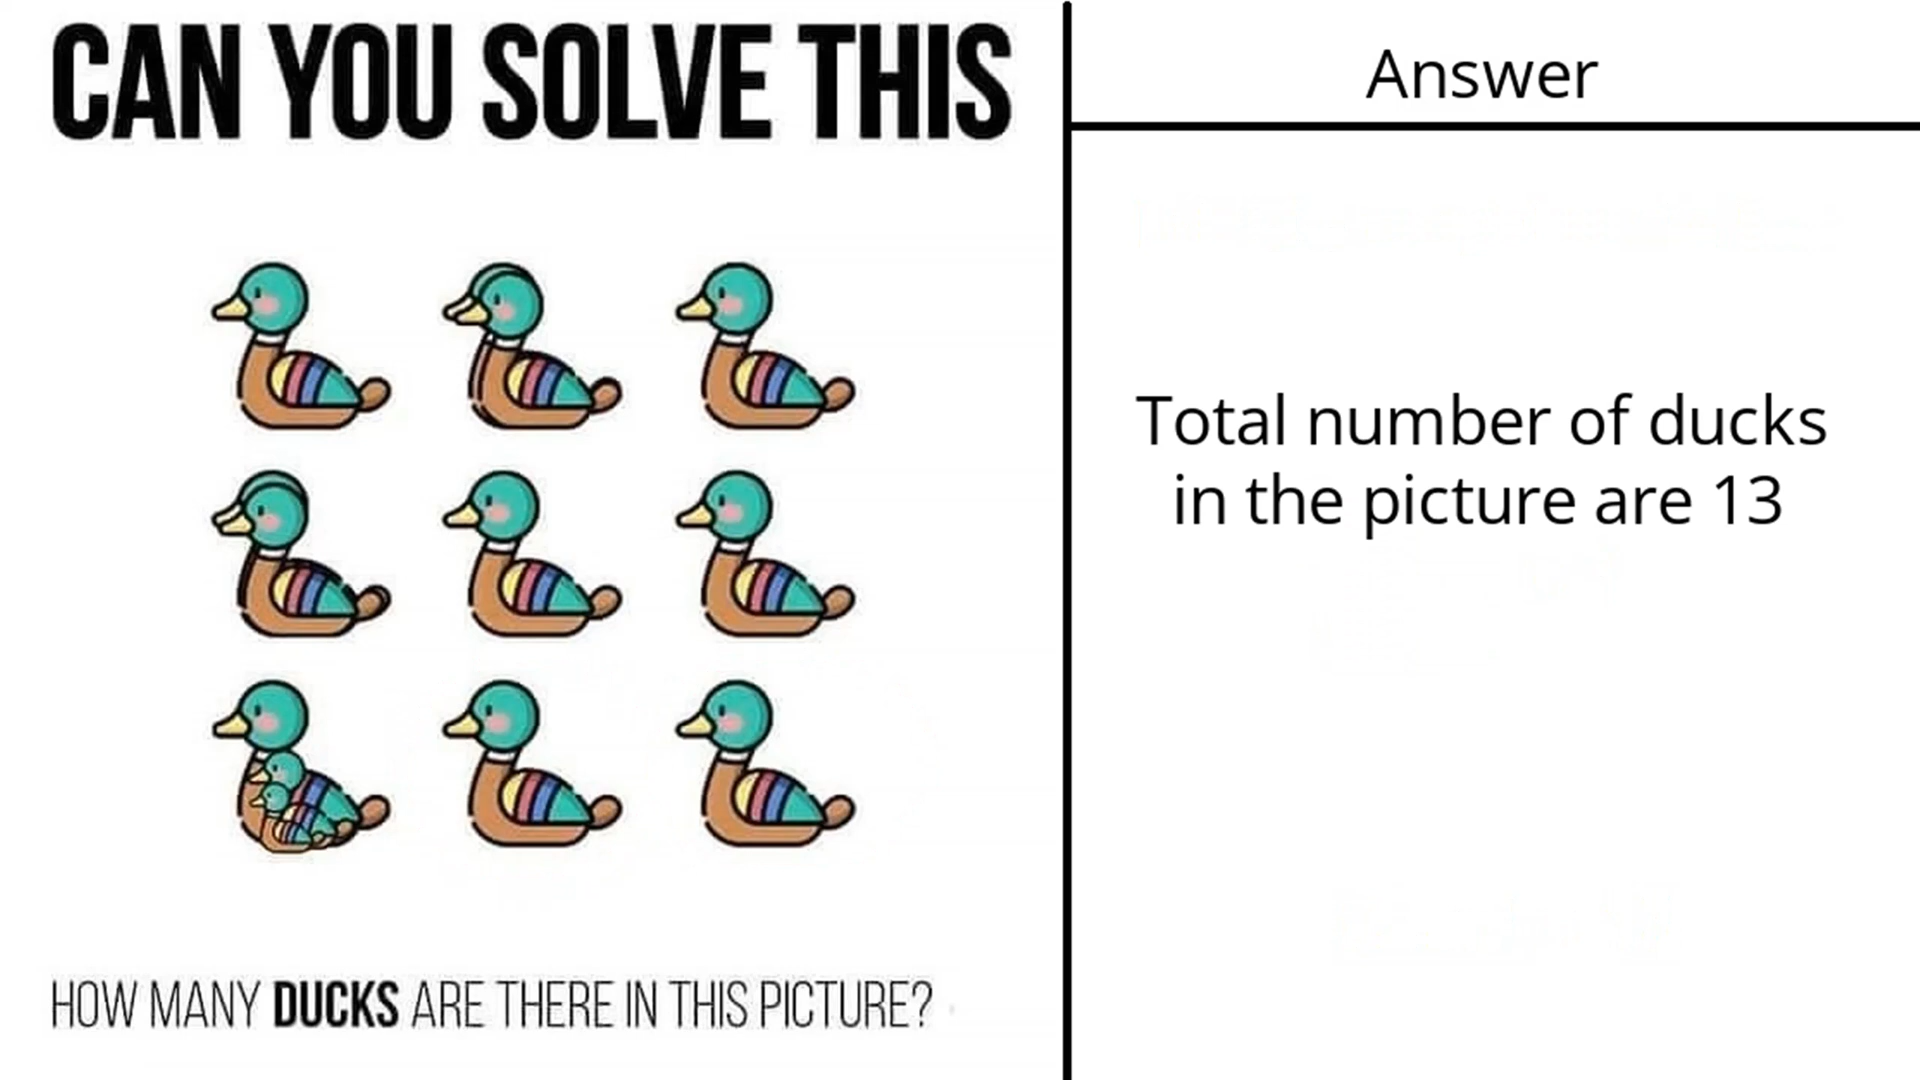 CAN YOU SOLVE THIS
HOW MANY DUCKS ARE THERE IN THIS PICTURE?
Answer
Total number of ducks
in the picture are 13